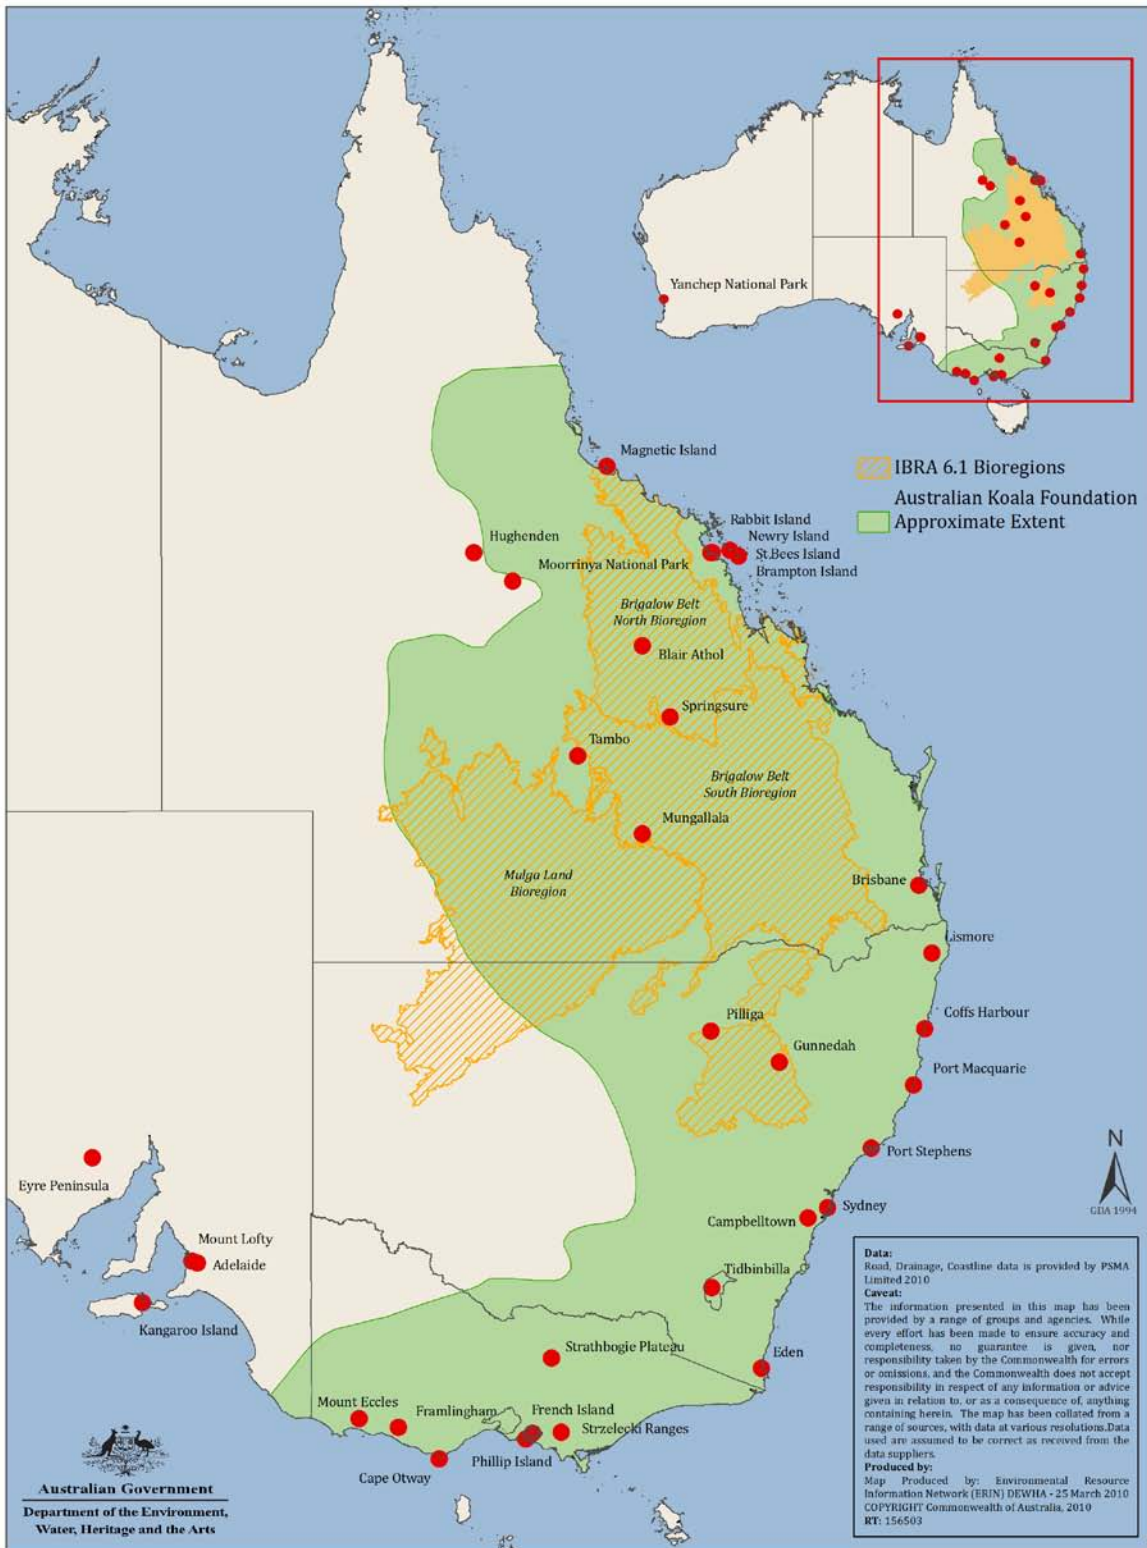 Yanchep National Park
IBRA 6.1 Bioregions
Australian Koala Foundation
Approximate Extent
Magnetic Island
Rabbit Island
Newry Island
St.Bees Island
Brampton Island
Hughenden
Moorrinya National Park
Brigalow Belt
North Bioregion
Blair Athol
Springsure
Tambo
Brigalow Belt
South Bioregion
Mungallala
Mulga Land
Bioregion
Brisbane
Lismore
Coffs Harbour
Pilliga
Gunnedah
Port Macquarie
Port Stephens
N
GDA 1994
Eyre Peninsula
Sydney
Campbelltown
Mount Lofty
Adelaide
Tidbinbilla
Kangaroo Island
Strathbogie Plateau
Eden
Mount Eccles
Framlingham
French Island
Strzelecki Ranges
Phillip Island
Cape Otway
Australian Government
Department of the Environment,
Water, Heritage and the Arts
Data:
Road, Drainage, Coastline data is provided by PSMA
Limited 2010
Caveat:
The information presented in this map has been
provided by a range of groups and agencies. While
every effort has been made to ensure accuracy and
completeness, no guarantee is given, nor
responsibility taken by the Commonwealth for errors
or omissions, and the Commonwealth does not accept
responsibility in respect of any information or advice
given in relation to, or as a consequence of, anything
containing herein. The map has been collated from a
range of sources, with data at various resolutions.Data
used are assumed to be correct as received from the
data suppliers.
Produced by:
Map Produced by: Environmental Resource
Information Network (ERIN) DEWHA - 25 March 2010
COPYRIGHT Commonwealth of Australia, 2010
RT: 156503